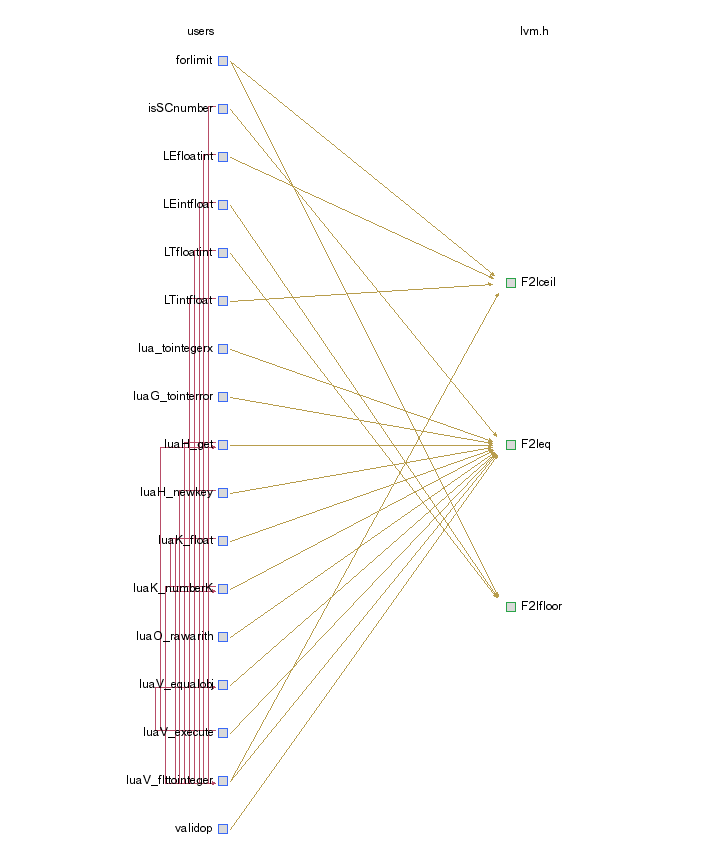 users lvm.h
forlimit
isSCnumber
LEfloatint
LEintfloat
LTfloatint
F2Iceil
LTintfloat
lua_tointegerx
luaG_tointerror
luaH_get F2Ieq
luaH_newkey
luaK_float
luaK_numberK
F2Ifloor
luaO_rawarith
luaV_equalobj
luaV_execute
luaV_flttointeger
validop